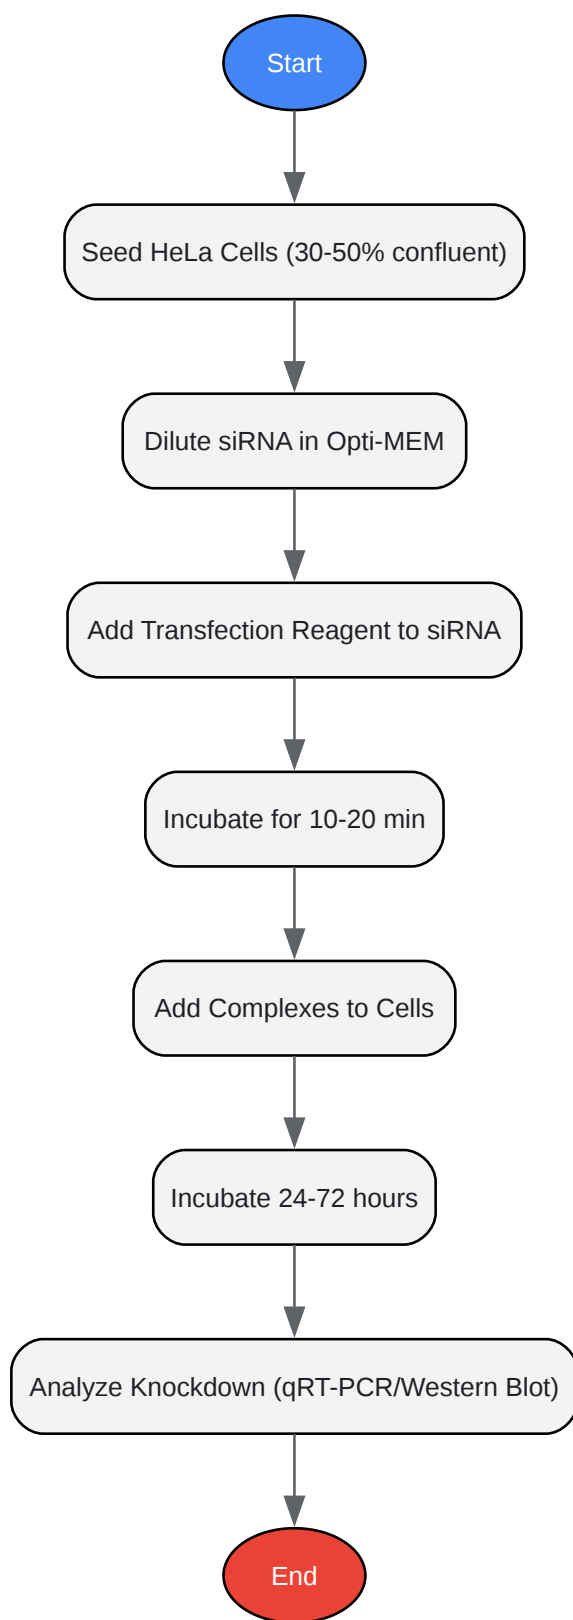 Start
Seed HeLa Cells (30-50% confluent)
Dilute siRNA in Opti-MEM
Add Transfection Reagent to siRNA
Incubate for 10-20 min
Add Complexes to Cells
Incubate 24-72 hours
Analyze Knockdown (qRT-PCR/Western Blot)
End